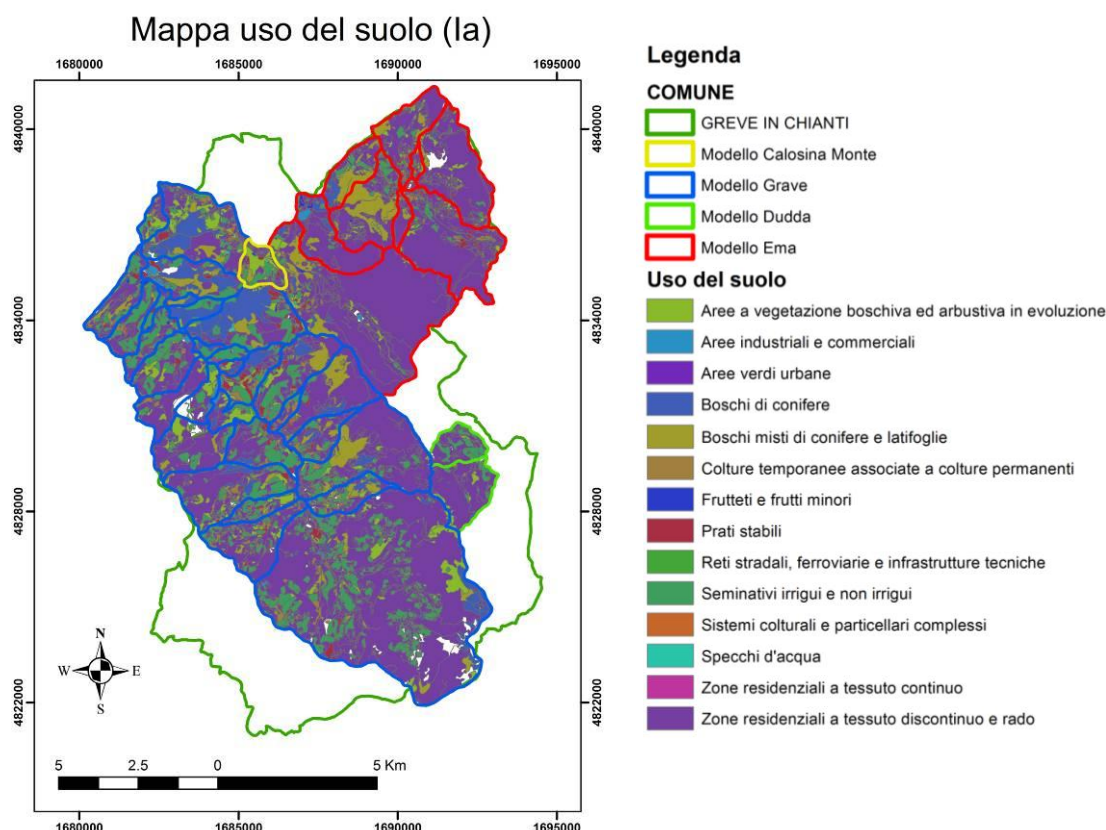 Mappa uso del suolo (Ia)
1680000 1685000 1690000 1695000
4840000
4834000
4828000
4822000
N
W E
S
5 2.5 0 5 Km
1680000 1685000 1690000 1695000
Legenda
COMUNE
GREVE IN CHIANTI
Modello Calosina Monte
Modello Grave
Modello Dudda
Modello Ema
Uso del suolo
Aree a vegetazione boschiva ed arbustiva in evoluzione
Aree industriali e commerciali
Aree verdi urbane
Boschi di conifere
Boschi misti di conifere e latifoglie
Colture temporanee associate a colture permanenti
Frutteti e frutti minori
Prati stabili
Reti stradali, ferroviarie e infrastrutture tecniche
Seminativi irrigui e non irrigui
Sistemi colturali e particellari complessi
Specchi d'acqua
Zone residenziali a tessuto continuo
Zone residenziali a tessuto discontinuo e rado